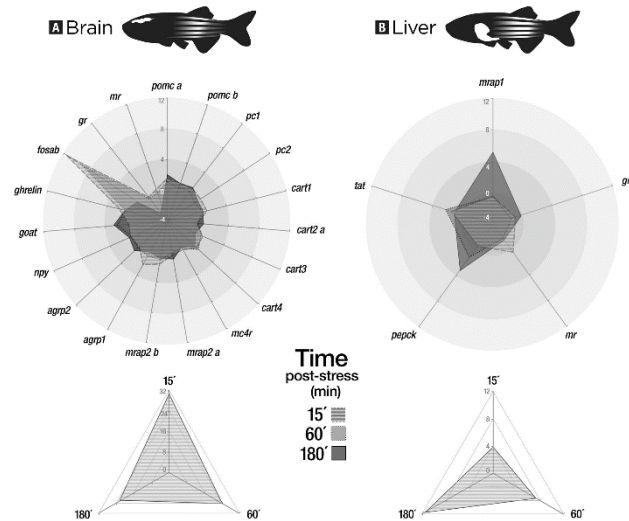 A Brain
B Liver
pomc a
pomc b
pc1
pc2
cart1
cart2 a
cart3
cart4
mc4r
mrap2 a
mrap2 b
agrp1
agrp2
npy
goat
ghrelin
fosab
gr
mr
12
8
4
-4
mrap1
mr
pepck
tat
12
8
4
0
-4
Time
post-stress
(min)
15´
60´
180´
15´
60´
180´
32
24
16
8
0
15´
60´
180´
12
8
4
0